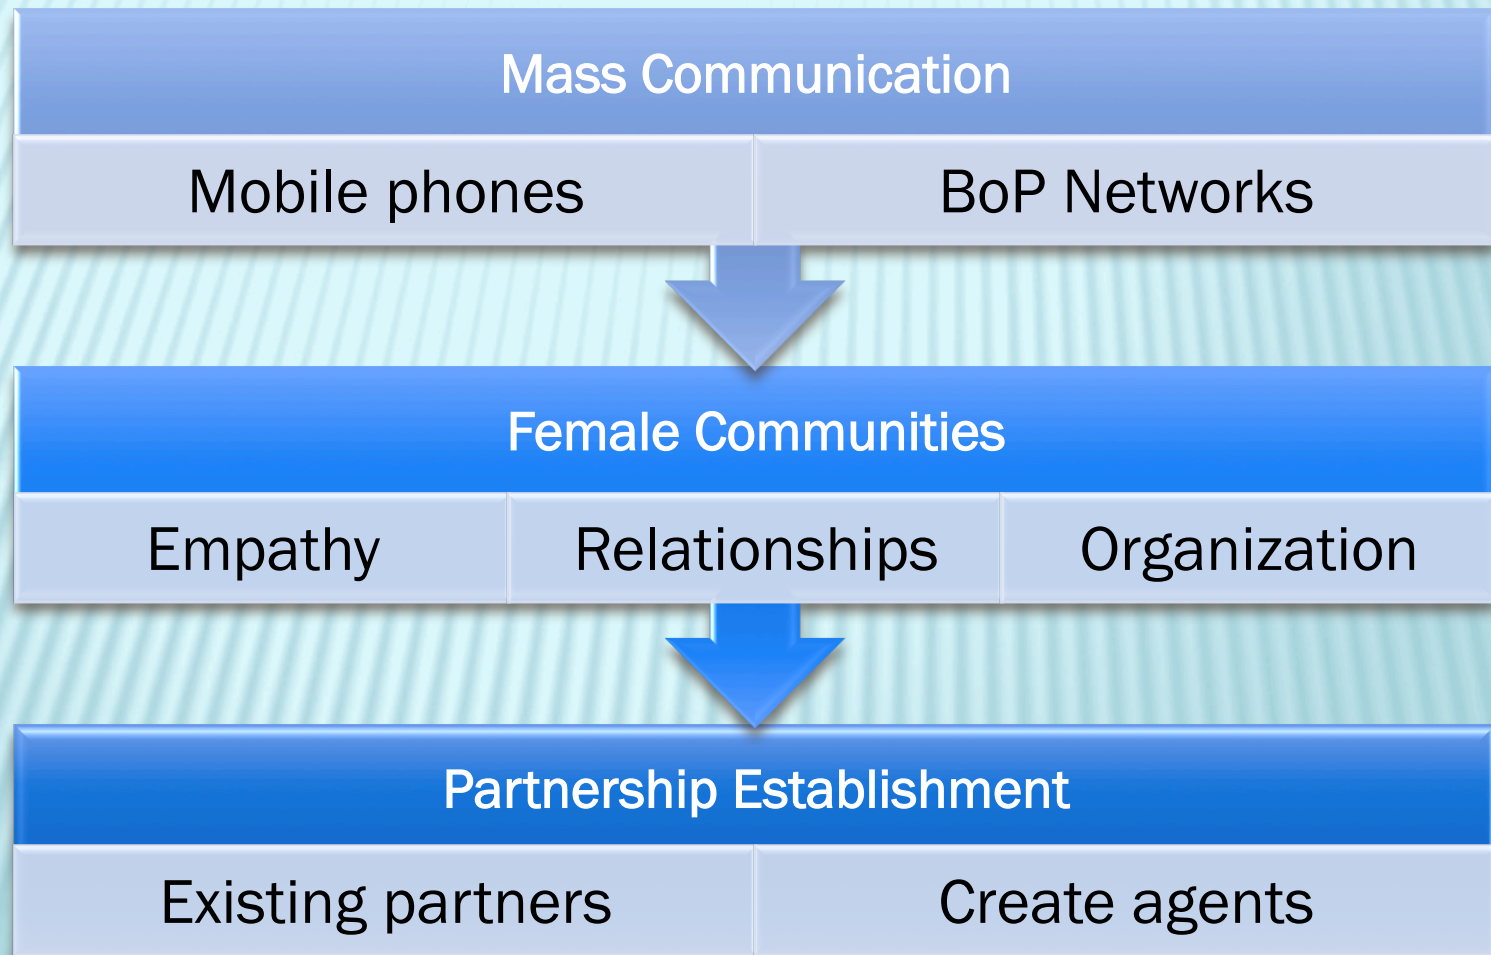 Mass Communication
Mobile phones
BoP Networks
Female Communities
Empathy
Relationships
Organization
Partnership Establishment
Existing partners
Create agents